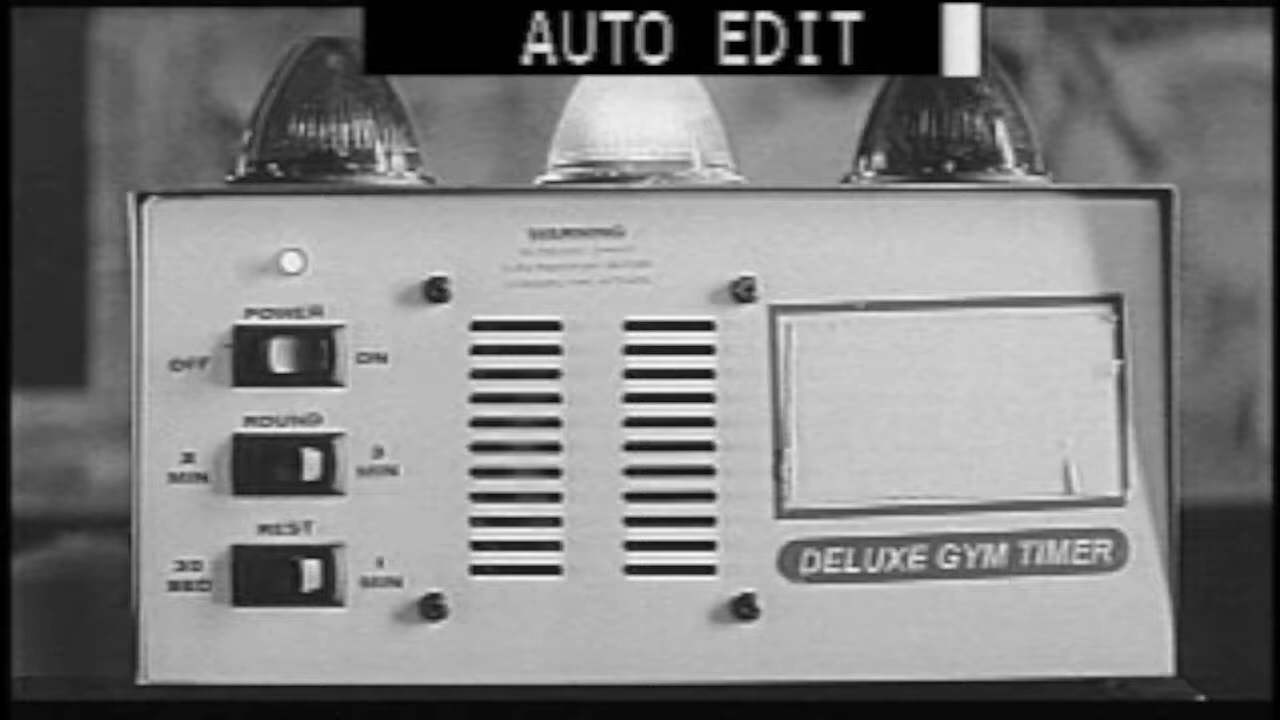 AUTO EDIT
WARNING
POWER
OFF
ON
ROUND
2 MIN
3 MIN
REST
30 SEC
1 MIN
DELUXE GYM TIMER